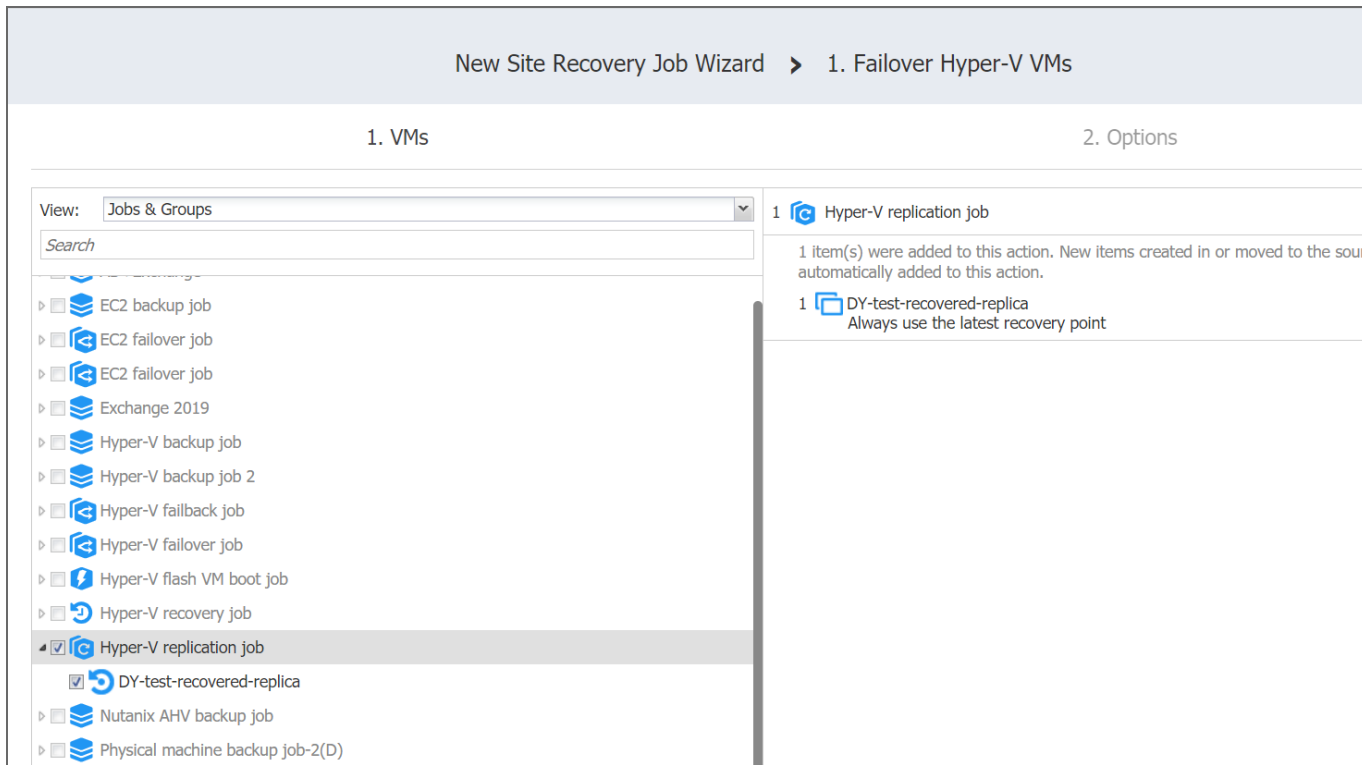 New Site Recovery Job Wizard > 1. Failover Hyper-V VMs
1. VMs
2. Options
View: Jobs & Groups
Search
EC2 backup job
EC2 failover job
EC2 failover job
Exchange 2019
Hyper-V backup job
Hyper-V backup job 2
Hyper-V failback job
Hyper-V failover job
Hyper-V flash VM boot job
Hyper-V recovery job
Hyper-V replication job
DY-test-recovered-replica
Nutanix AHV backup job
Physical machine backup job-2(D)
1 Hyper-V replication job
1 item(s) were added to this action. New items created in or moved to the sou
automatically added to this action.
1 DY-test-recovered-replica
Always use the latest recovery point